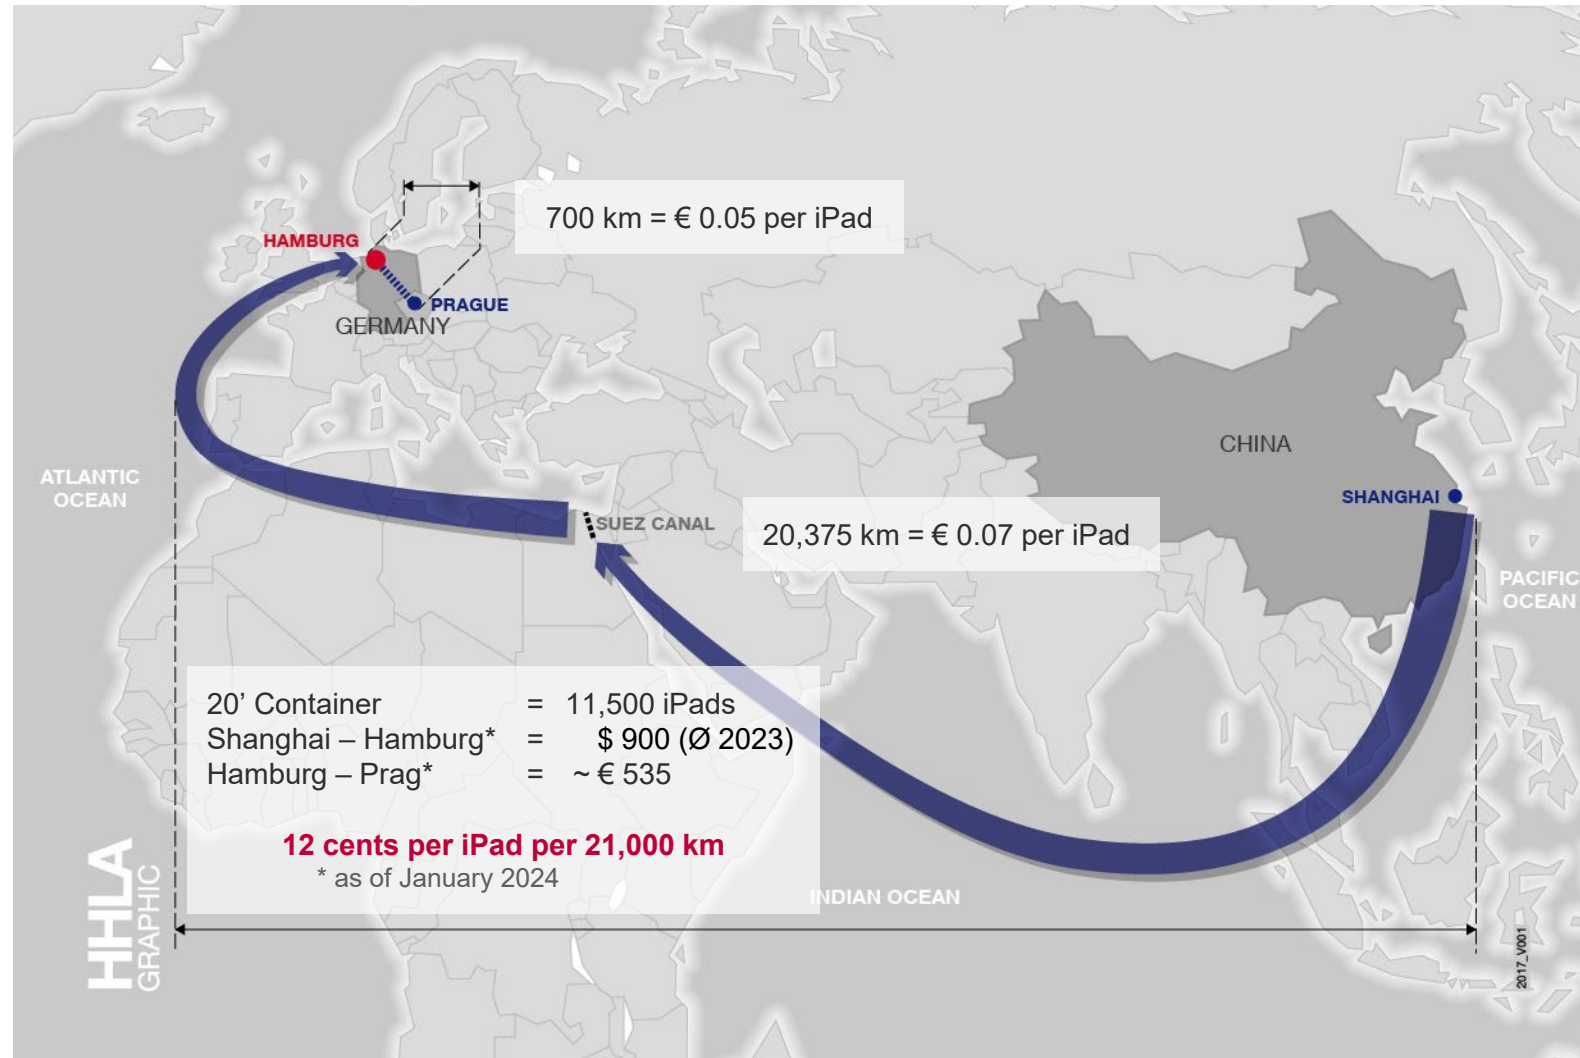 700 km = € 0.05 per iPad
HAMBURG
PRAGUE
GERMANY
CHINA
ATLANTIC
OCEAN
SHANGHAI
SUEZ CANAL
20,375 km = € 0.07 per iPad
PACIFIC
OCEAN
20’ Container = 11,500 iPads
Shanghai – Hamburg* = $ 900 (Ø 2023)
Hamburg – Prag* = ~ € 535
12 cents per iPad per 21,000 km
* as of January 2024
INDIAN OCEAN
HHLA
GRAPHIC
2017_V001